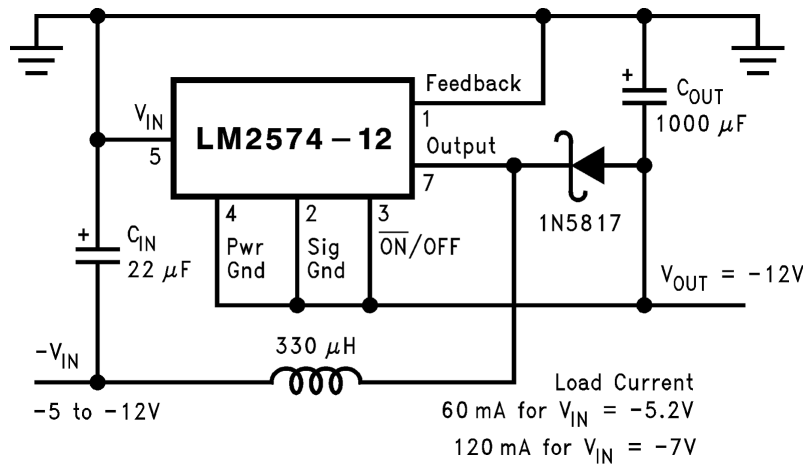 Feedback
1
+
C_OUT
1000 µF
V_IN
5
LM2574–12
Output
7
1N5817
4
2
3
Pwr
Gnd
Sig
Gnd
O̅N̅/OFF
+
C_IN
22 µF
V_OUT = -12V
330 µH
-V_IN
-5 to -12V
Load Current
60 mA for V_IN = -5.2V
120 mA for V_IN = -7V